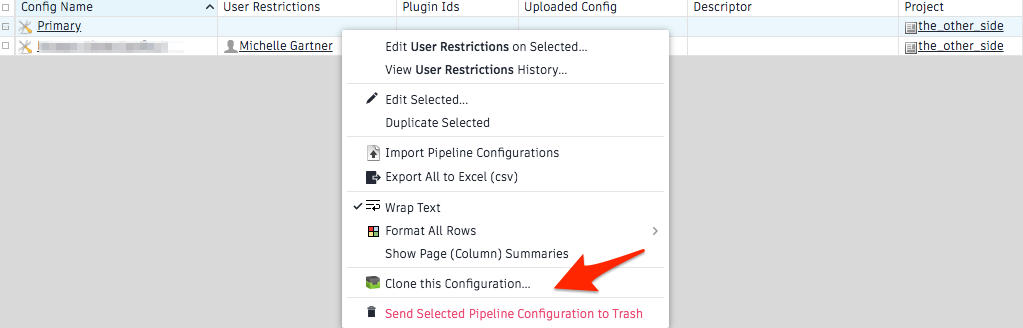 Config Name User Restrictions Plugin Ids Uploaded Config Descriptor Project
Primary the_other_side
Michelle Gartner the_other_side
Edit User Restrictions on Selected...
View User Restrictions History...
Edit Selected...
Duplicate Selected
Import Pipeline Configurations
Export All to Excel (csv)
Wrap Text
Format All Rows
Show Page (Column) Summaries
Clone this Configuration...
Send Selected Pipeline Configuration to Trash